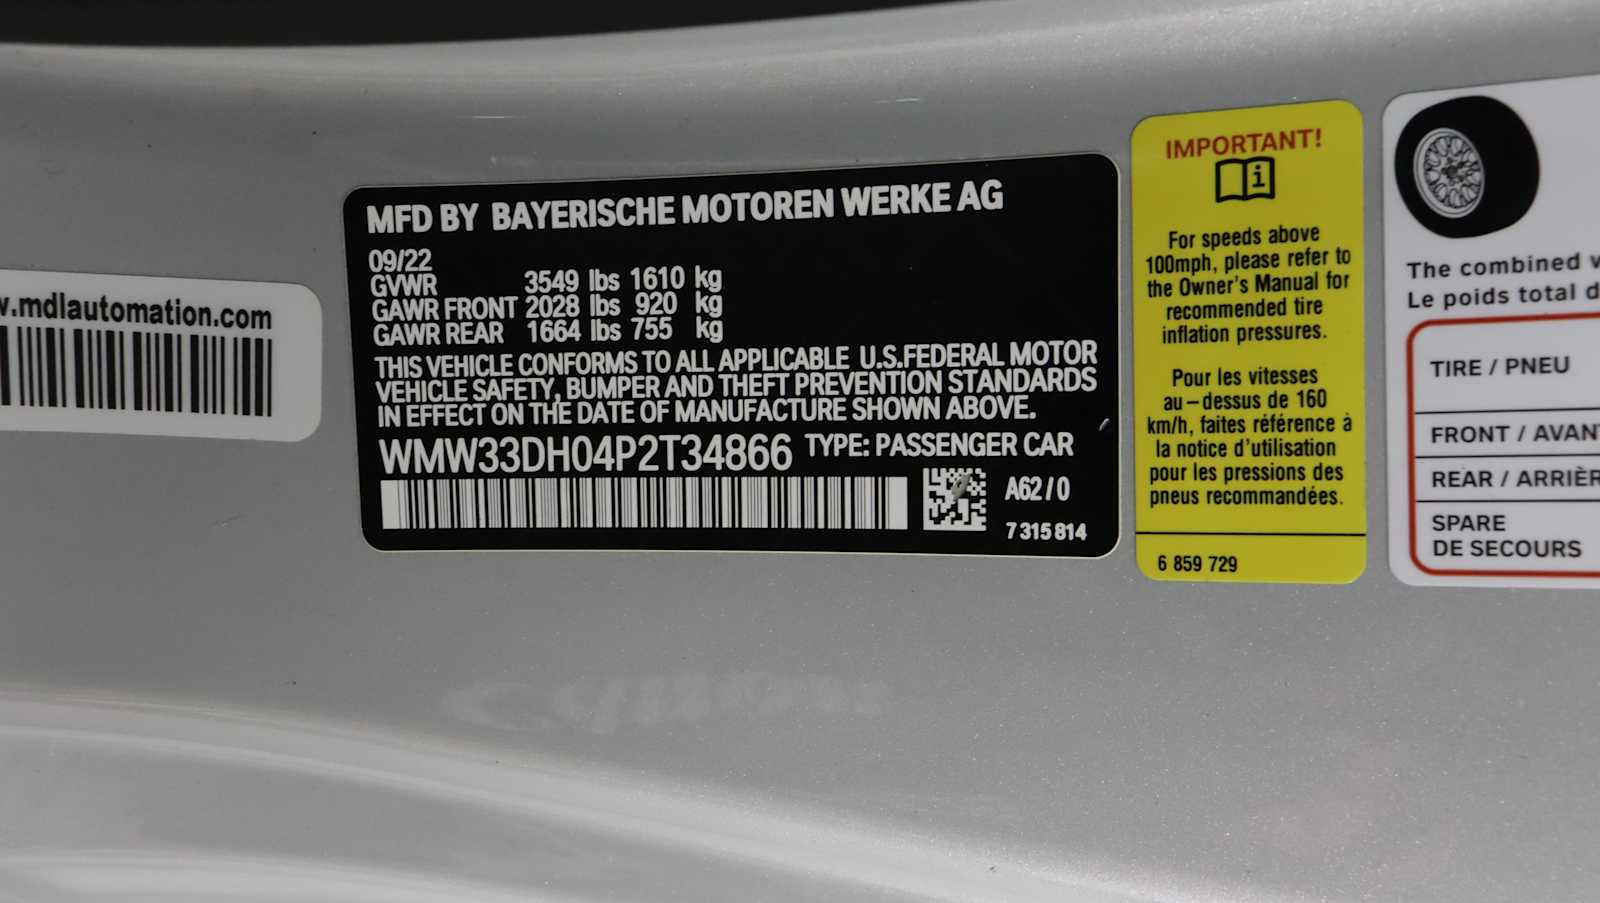 .mdlautomation.com
MFD BY BAYERISCHE MOTOREN WERKE AG
09/22
GVWR 3549 lbs 1610 kg
GAWR FRONT 2028 lbs 920 kg
GAWR REAR 1664 lbs 755 kg
THIS VEHICLE CONFORMS TO ALL APPLICABLE U.S.FEDERAL MOTOR
VEHICLE SAFETY, BUMPER AND THEFT PREVENTION STANDARDS
IN EFFECT ON THE DATE OF MANUFACTURE SHOWN ABOVE.
WMW33DH04P2T34866 TYPE: PASSENGER CAR
A62/0
7 315 814
IMPORTANT!
i
For speeds above
100mph, please refer to
the Owner's Manual for
recommended tire
inflation pressures.
Pour les vitesses
au-dessus de 160
km/h, faites référence à
la notice d'utilisation
pour les pressions des
pneus recommandées.
6 859 729
The combined
Le poids total
TIRE / PNEU
FRONT / AVAN
REAR / ARRIÈR
SPARE
DE SECOURS